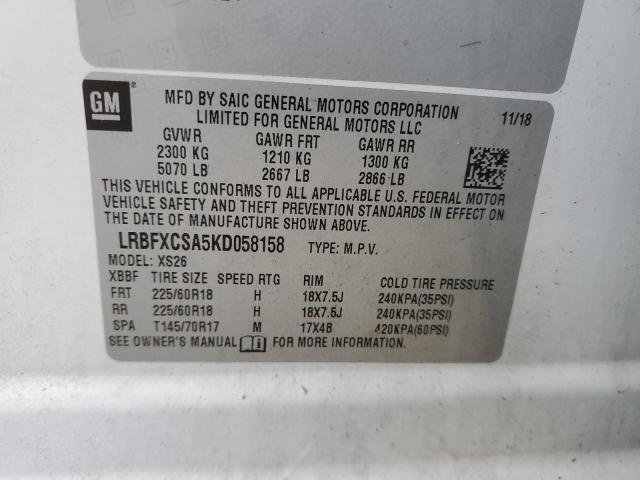 GM
MFD BY SAIC GENERAL MOTORS CORPORATION
LIMITED FOR GENERAL MOTORS LLC
11/18
GVWR GAWR FRT GAWR RR
2300 KG 1210 KG 1300 KG
5070 LB 2667 LB 2866 LB
THIS VEHICLE CONFORMS TO ALL APPLICABLE U.S. FEDERAL MOTOR
VEHICLE SAFETY AND THEFT PREVENTION STANDARDS IN EFFECT ON
THE DATE OF MANUFACTURE SHOWN ABOVE.
LRBFXCSA5KD058158 TYPE: M.P.V.
MODEL: XS26
XBBF TIRE SIZE SPEED RTG RIM COLD TIRE PRESSURE
FRT 225/60R18 H 18X7.5J 240KPA(35PSI)
RR 225/60R18 H 18X7.5J 240KPA(35PSI)
SPA T145/70R17 M 17X4B 420KPA(60PSI)
SEE OWNER'S MANUAL i FOR MORE INFORMATION.